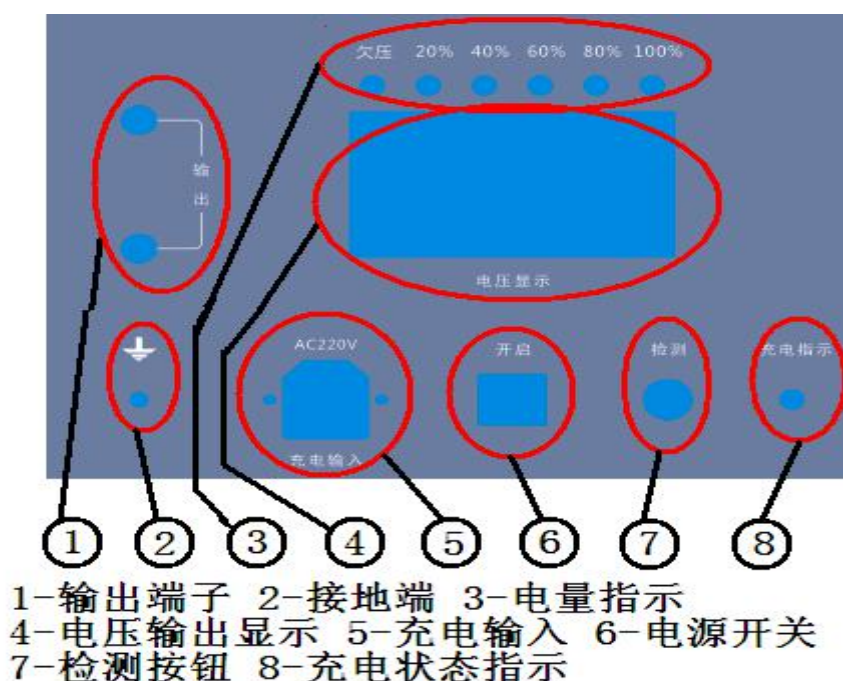 欠压 20% 40% 60% 80% 100%
输
出
电压显示
AC220V 开启 检测 充电指示
充电输入
1 2 3 4 5 6 7 8
1-输出端子 2-接地端 3-电量指示
4-电压输出显示 5-充电输入 6-电源开关
7-检测按钮 8-充电状态指示